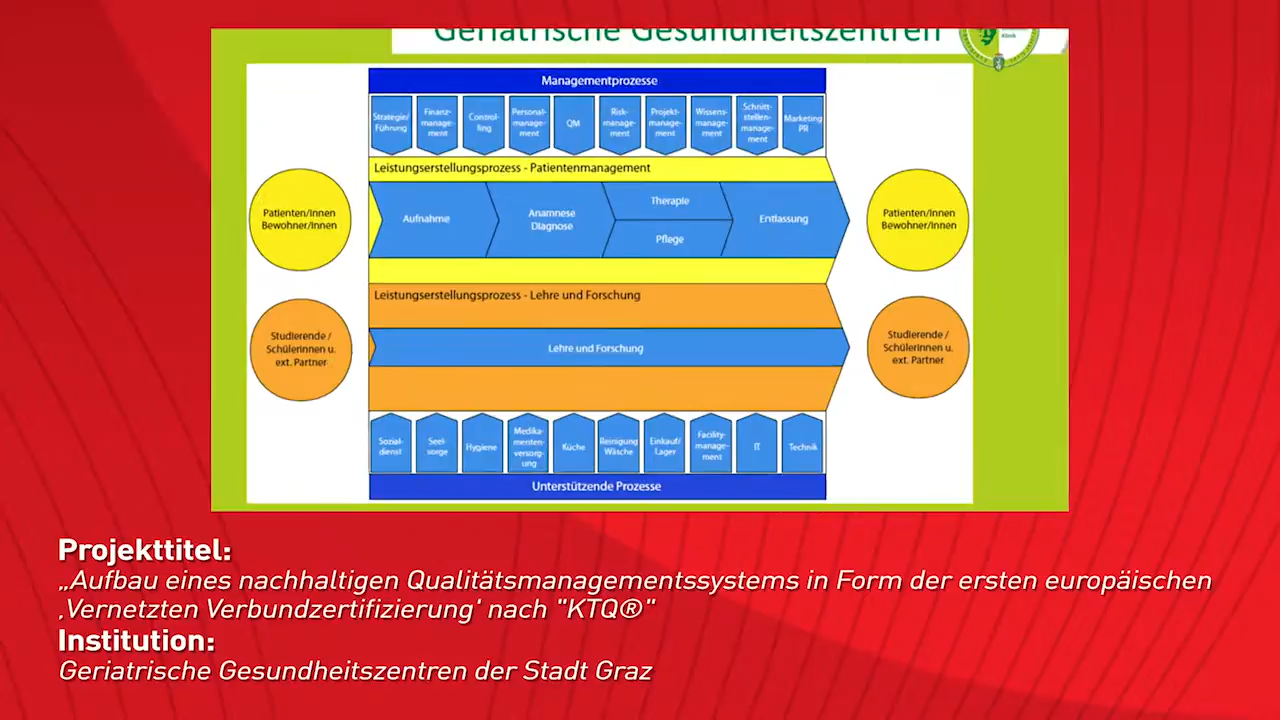 Geriatrische Gesundheitszentren
Klinik
Managementprozesse
Strategie/
Führung
Finanz-
manage-
ment
Control-
ling
Personal-
manage-
ment
QM
Risk-
manage-
ment
Projekt-
manage-
ment
Wissens-
manage-
ment
Schnitt-
stellen-
manage-
ment
Marketing
PR
Leistungserstellungsprozess - Patientenmanagement
Patienten/Innen
Bewohner/Innen
Aufnahme
Anamnese
Diagnose
Therapie
Pflege
Entlassung
Patienten/Innen
Bewohner/Innen
Leistungserstellungsprozess - Lehre und Forschung
Studierende /
SchülerInnen u.
ext. Partner
Lehre und Forschung
Studierende /
SchülerInnen u.
ext. Partner
Sozial-
dienst
Seel-
sorge
Hygiene
Medika-
menten-
versorg-
ung
Küche
Reinigung
Wäsche
Einkauf/
Lager
Facility-
manage-
ment
IT
Technik
Unterstützende Prozesse
Projekttitel:
„Aufbau eines nachhaltigen Qualitätsmanagementssystems in Form der ersten europäischen
‚Vernetzten Verbundzertifizierung' nach "KTQ®"
Institution:
Geriatrische Gesundheitszentren der Stadt Graz